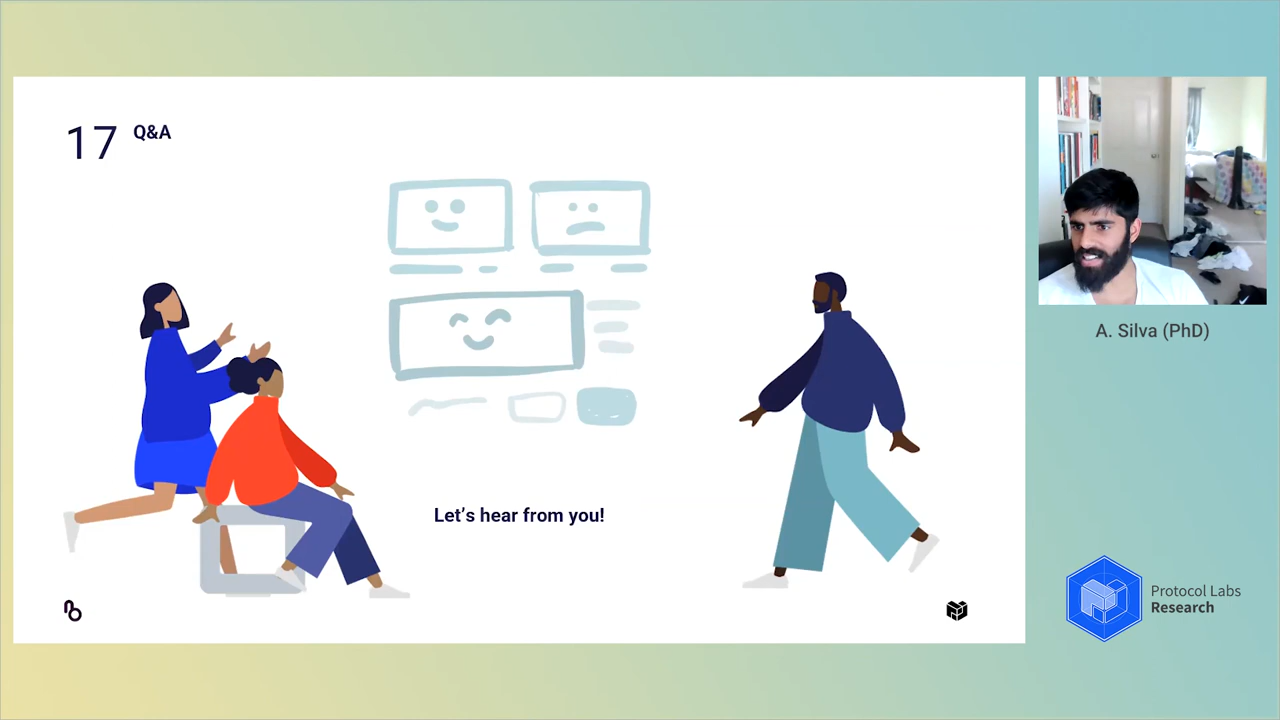 17 Q&A
Let's hear from you!
A. Silva (PhD)
Protocol Labs
Research